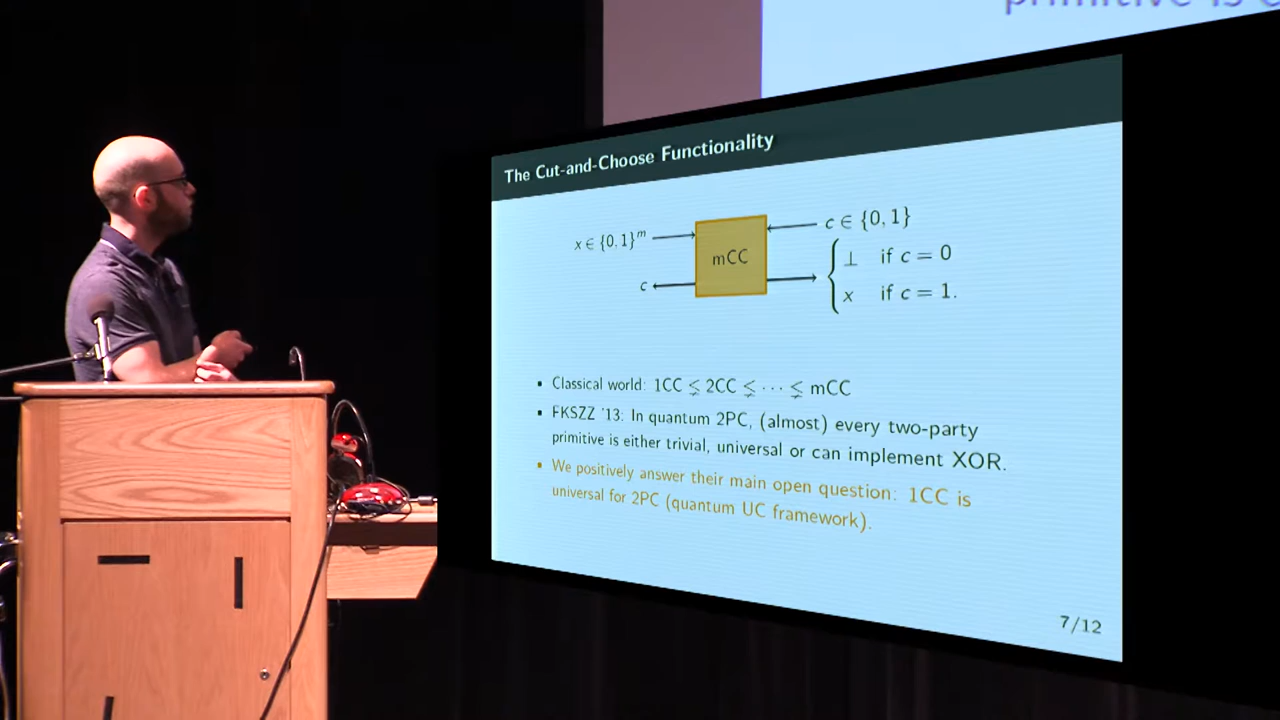 primitive is
The Cut-and-Choose Functionality
x ∈ {0, 1}^m
c ∈ {0, 1}
mCC
⊥ if c = 0
c
x if c = 1.
▪ Classical world: 1CC ⪇ 2CC ⪇ ⋯ ⪇ mCC
▪ FKSZZ '13: In quantum 2PC, (almost) every two-party
primitive is either trivial, universal or can implement XOR.
▪ We positively answer their main open question: 1CC is
universal for 2PC (quantum UC framework).
7/12